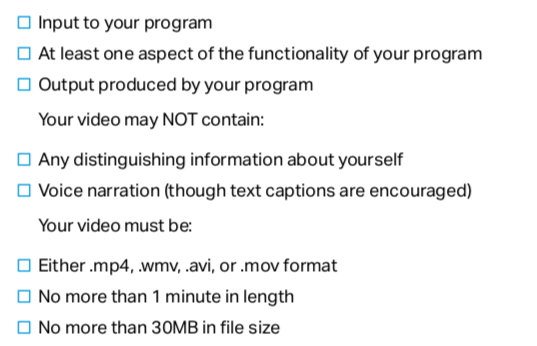 Input to your program
At least one aspect of the functionality of your program
Output produced by your program
Your video may NOT contain:
Any distinguishing information about yourself
Voice narration (though text captions are encouraged)
Your video must be:
Either .mp4, .wmv, .avi, or .mov format
No more than 1 minute in length
No more than 30MB in file size